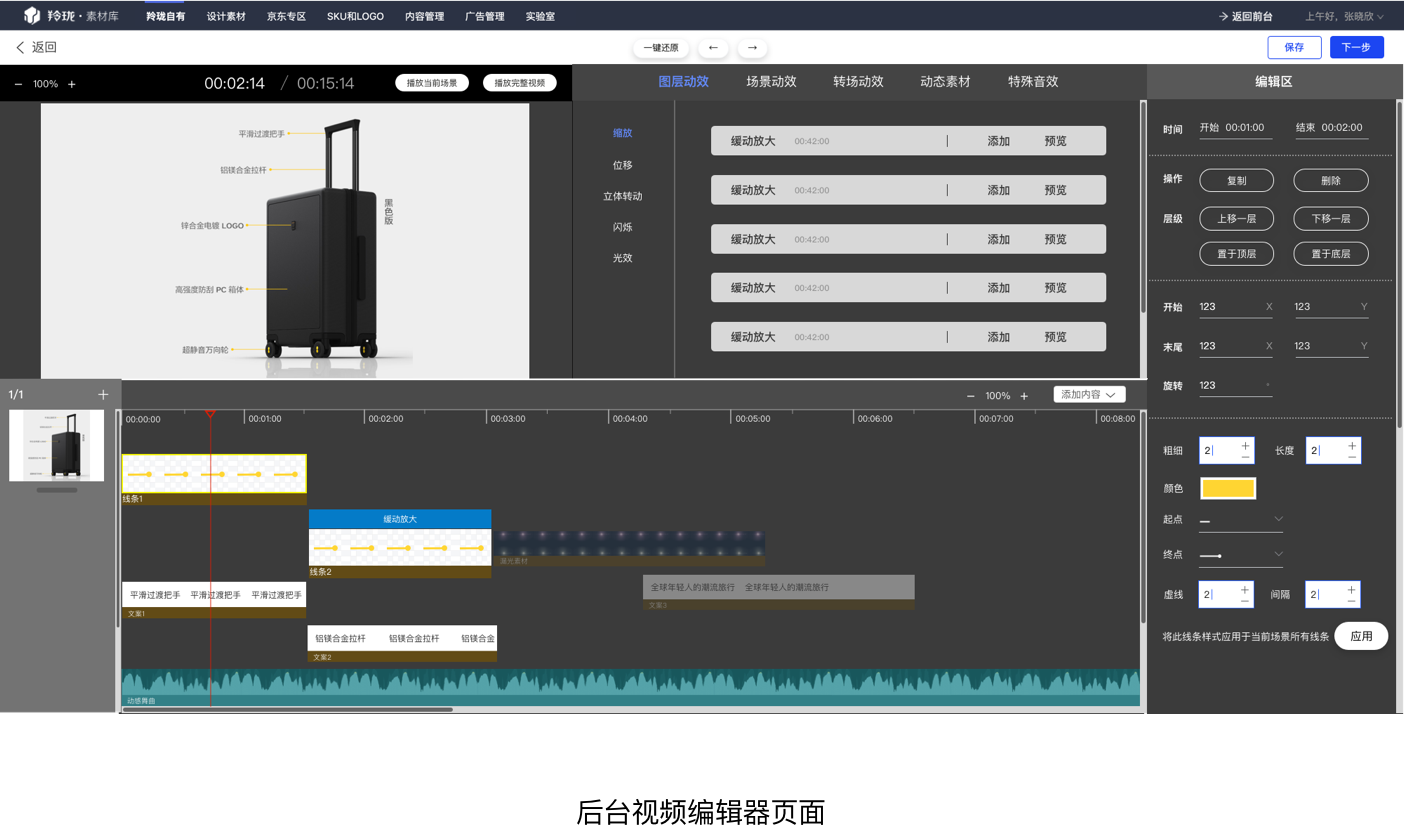 羚珑·素材库 羚珑自有 设计素材 京东专区 SKU和LOGO 内容管理 广告管理 实验室 返回前台 上午好，张晓欣
返回 一键还原 ← → 保存 下一步
− 100% + 00:02:14 / 00:15:14 播放当前场景 播放完整视频
图层动效 场景动效 转场动效 动态素材 特殊音效
编辑区
平滑过渡把手
铝镁合金拉杆
黑色版
锌合金电镀 LOGO
高强度防刮 PC 箱体
超静音万向轮
缩放
位移
立体转动
闪烁
光效
缓动放大 00:42:00 | 添加 预览
缓动放大 00:42:00 | 添加 预览
缓动放大 00:42:00 | 添加 预览
缓动放大 00:42:00 | 添加 预览
缓动放大 00:42:00 | 添加 预览
时间 开始 00:01:00 结束 00:02:00
操作 复制 删除
层级 上移一层 下移一层
置于顶层 置于底层
开始 123 X 123 Y
末尾 123 X 123 Y
旋转 123 °
粗细 2 长度 2
颜色
起点
终点
虚线 2 间隔 2
将此线条样式应用于当前场景所有线条 应用
1/1 +
− 100% + 添加内容
00:00:00 00:01:00 00:02:00 00:03:00 00:04:00 00:05:00 00:06:00 00:07:00 00:08:00
线条1
缓动放大
线条2
漏光素材
平滑过渡把手 平滑过渡把手 平滑过渡把手
文案1
全球年轻人的潮流旅行 全球年轻人的潮流旅行
文案3
铝镁合金拉杆 铝镁合金拉杆 铝镁合金
文案2
动感舞曲
后台视频编辑器页面